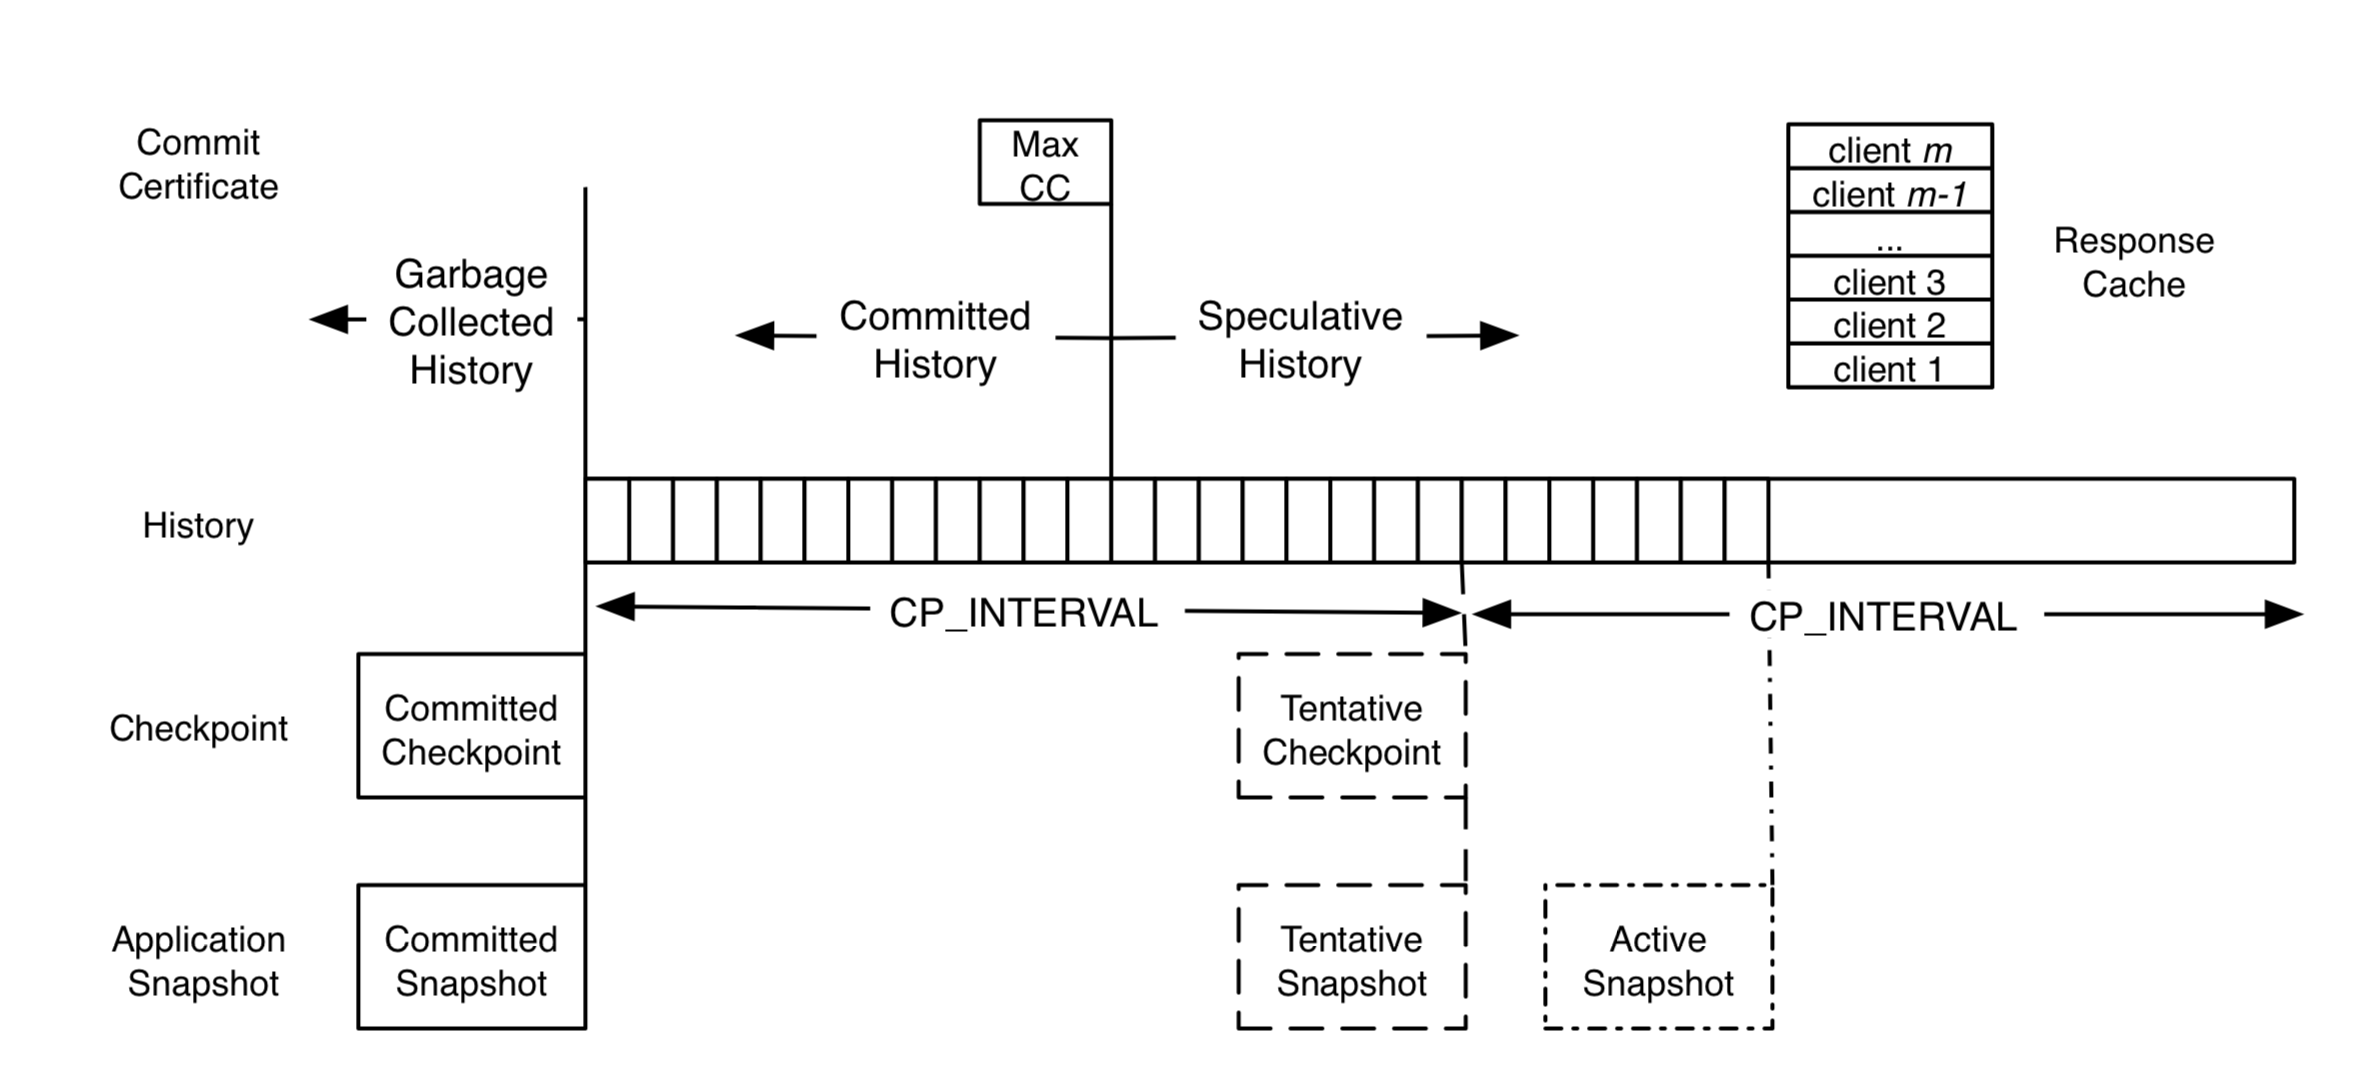 Commit
Certificate
Max
CC
client m
client m-1
...
client 3
client 2
client 1
Response
Cache
Garbage
Collected
History
Committed
History
Speculative
History
History
CP_INTERVAL
CP_INTERVAL
Checkpoint
Committed
Checkpoint
Tentative
Checkpoint
Application
Snapshot
Committed
Snapshot
Tentative
Snapshot
Active
Snapshot